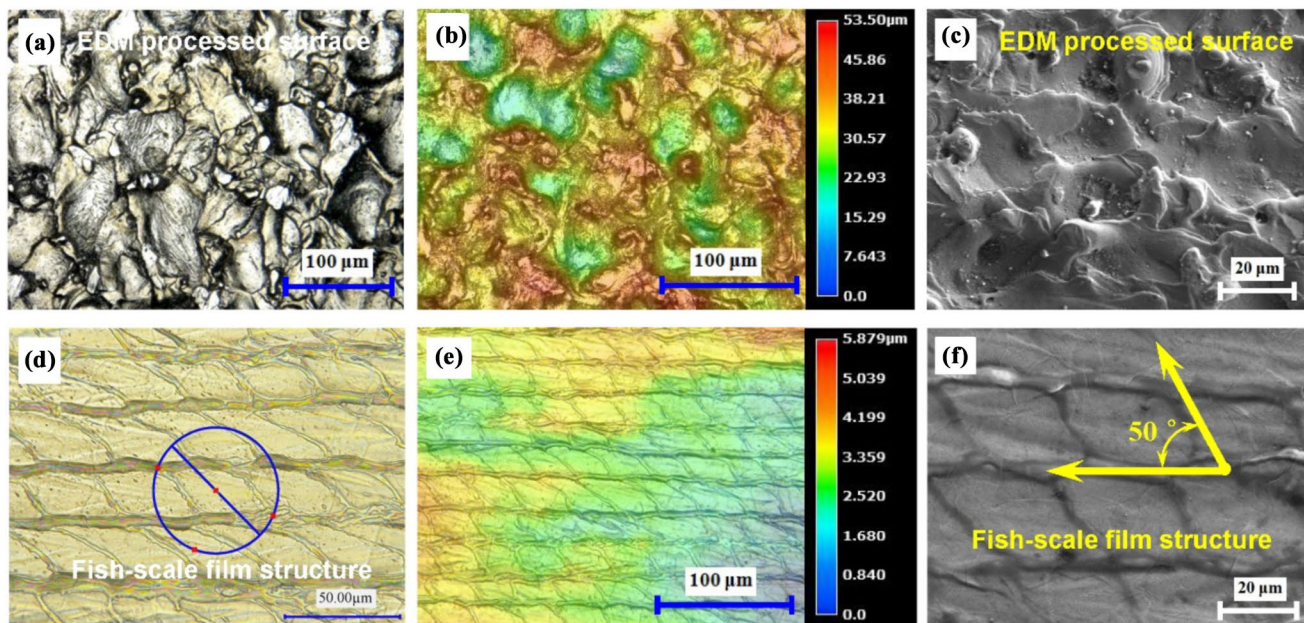 (a)
EDM processed surface
100 μm
(b)
100 μm
53.50μm
45.86
38.21
30.57
22.93
15.29
7.643
0.0
(c)
EDM processed surface
20 μm
(d)
Fish-scale film structure
50.00μm
(e)
100 μm
5.879μm
5.039
4.199
3.359
2.520
1.680
0.840
0.0
(f)
50 °
Fish-scale film structure
20 μm